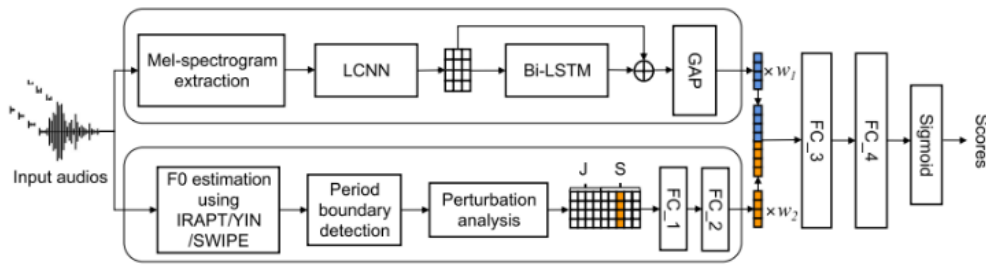 Mel-spectrogram
extraction
LCNN
Bi-LSTM
GAP
×w1
Input audios
F0 estimation
using
IRAPT/YIN
/SWIPE
Period
boundary
detection
Perturbation
analysis
J S
FC_1
FC_2
×w2
FC_3
FC_4
Sigmoid
Scores